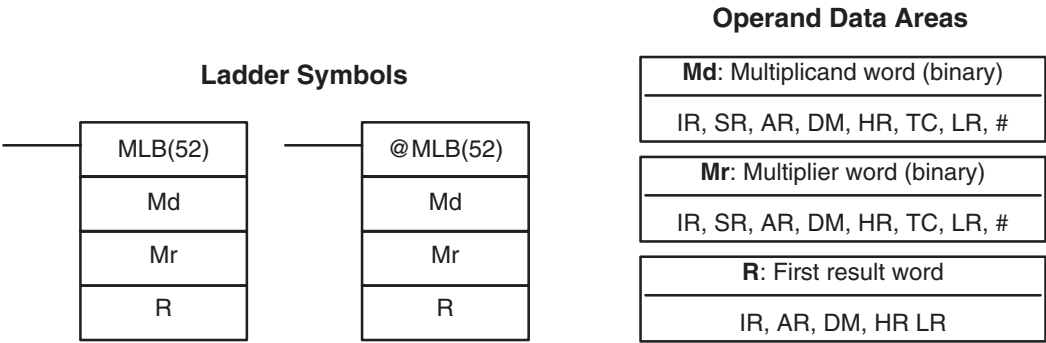 Ladder Symbols
MLB(52)
Md
Mr
R
@MLB(52)
Md
Mr
R
Operand Data Areas
Md: Multiplicand word (binary)
IR, SR, AR, DM, HR, TC, LR, #
Mr: Multiplier word (binary)
IR, SR, AR, DM, HR, TC, LR, #
R: First result word
IR, AR, DM, HR LR